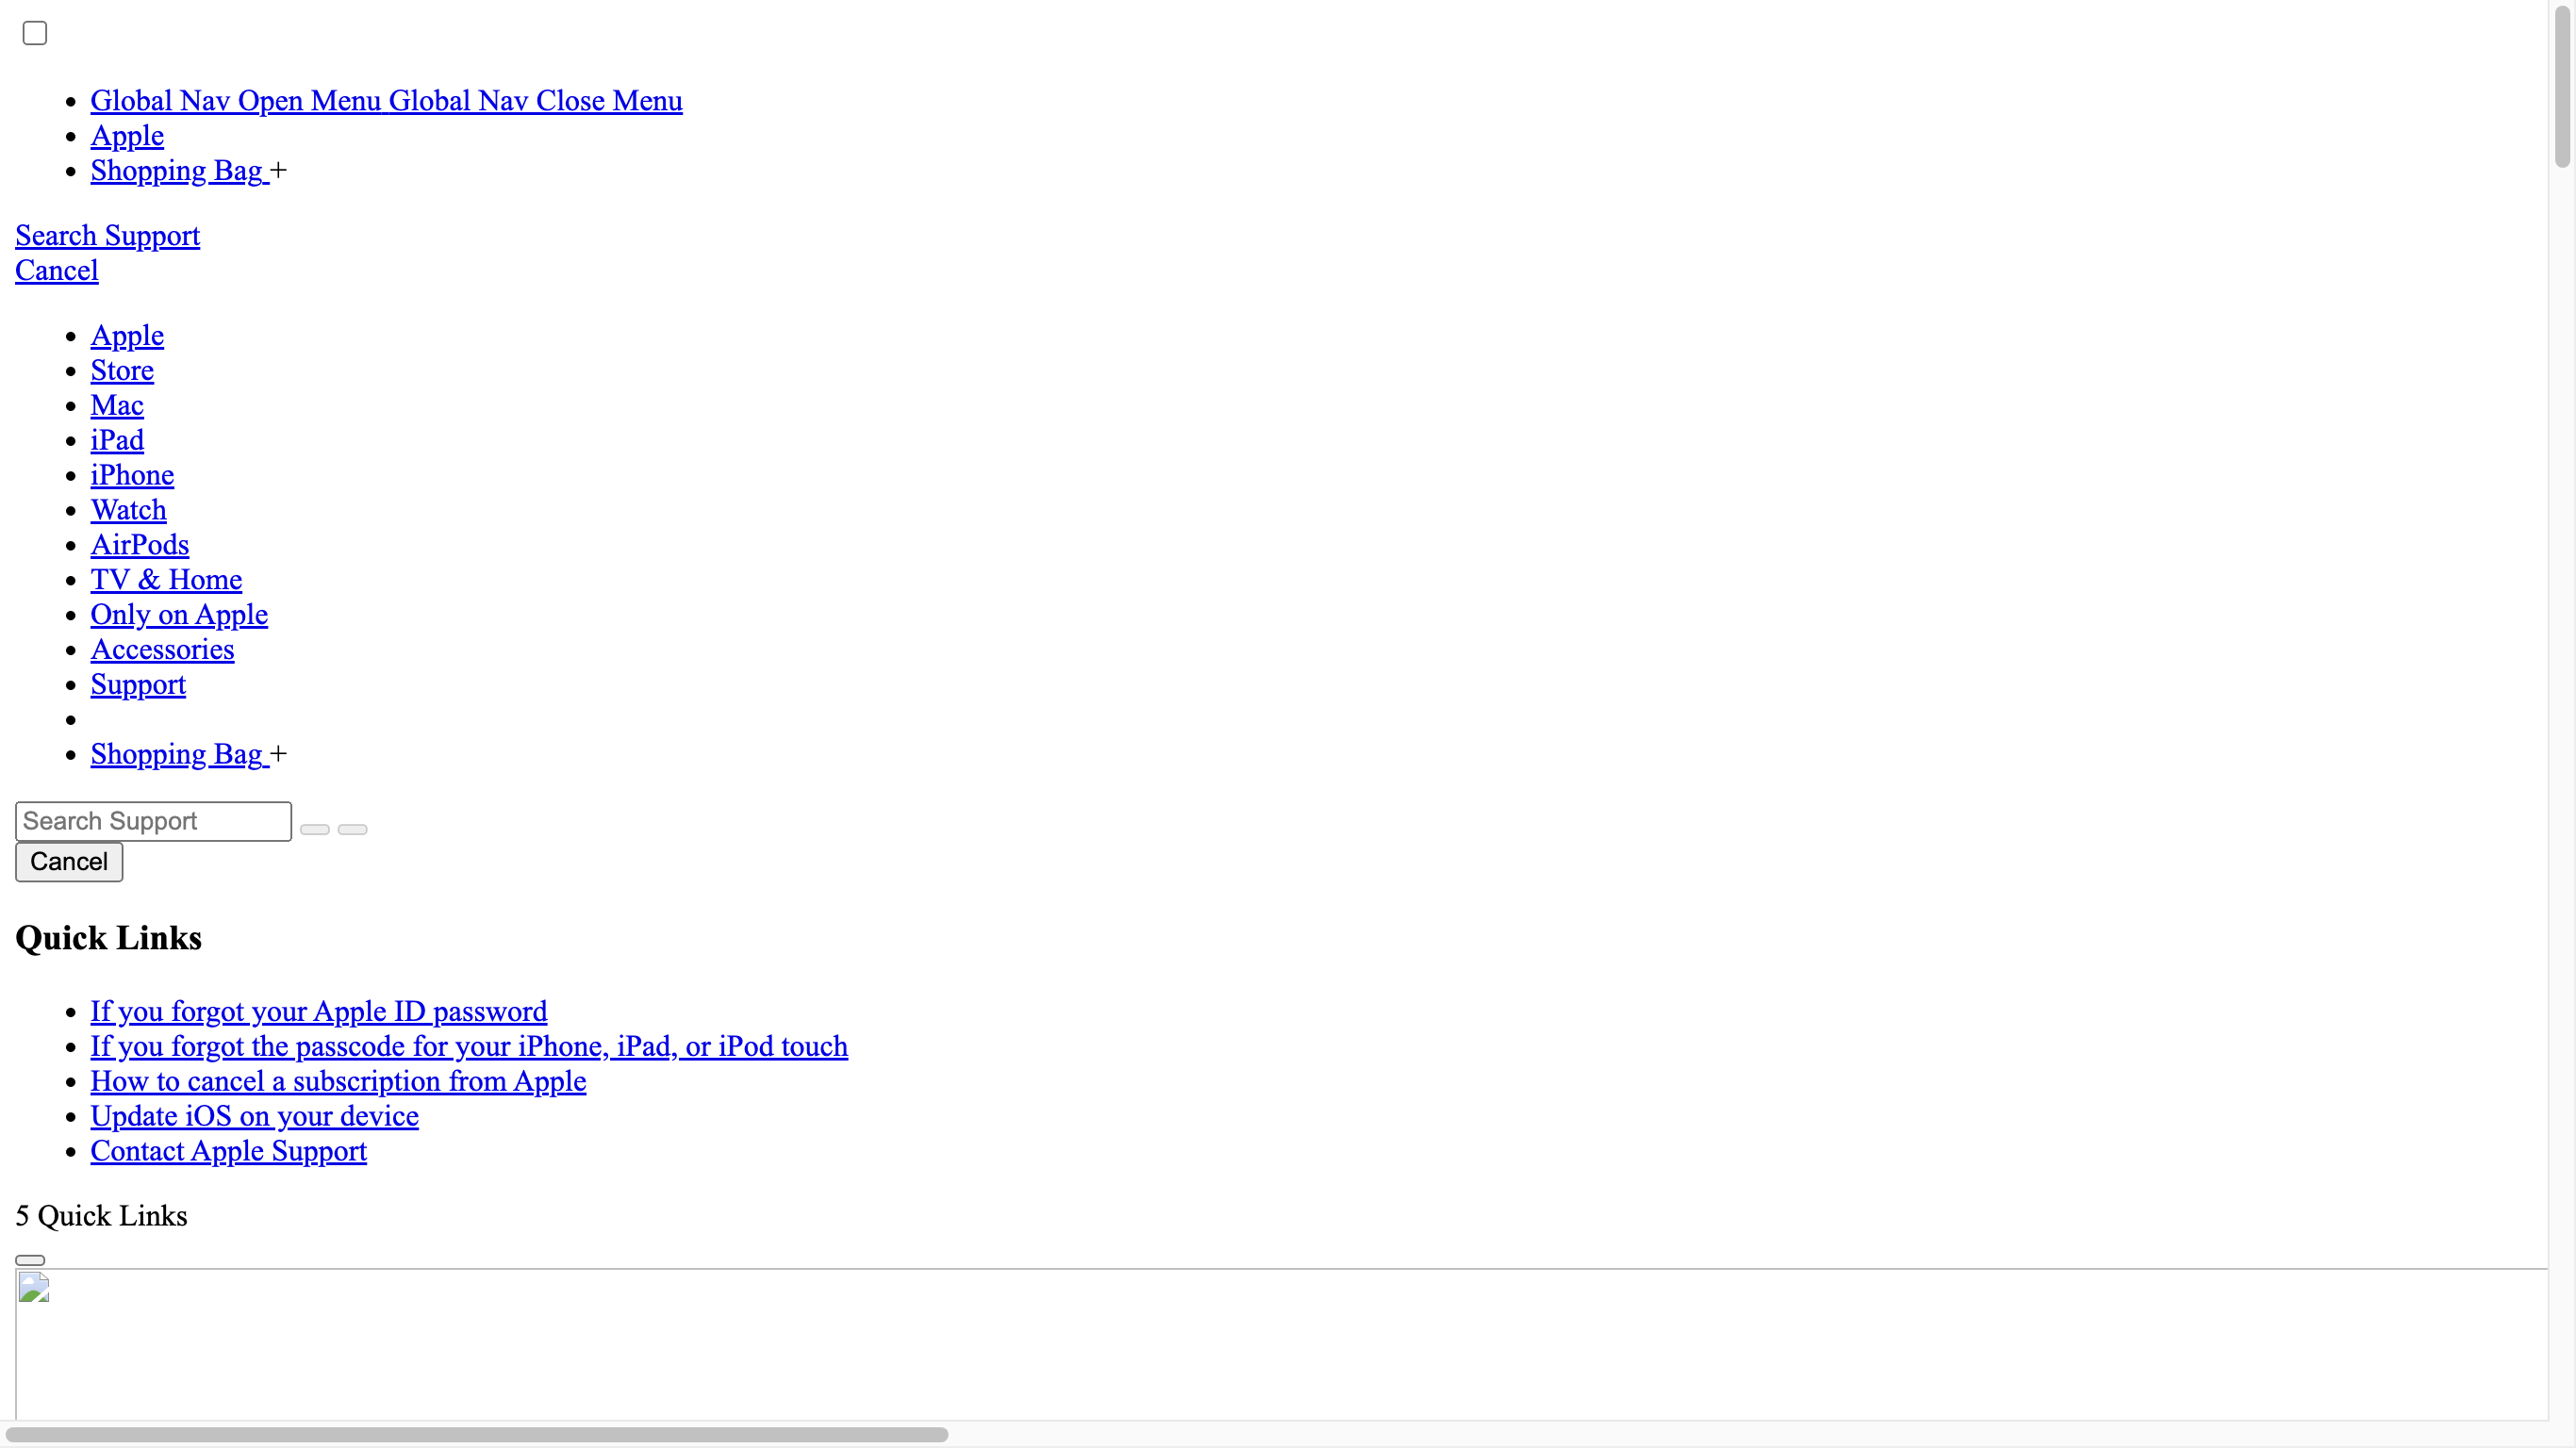 Global Nav Open Menu Global Nav Close Menu
Apple
Shopping Bag +
Search Support
Cancel
Apple
Store
Mac
iPad
iPhone
Watch
AirPods
TV & Home
Only on Apple
Accessories
Support
Shopping Bag +
Search Support
Cancel
Quick Links
If you forgot your Apple ID password
If you forgot the passcode for your iPhone, iPad, or iPod touch
How to cancel a subscription from Apple
Update iOS on your device
Contact Apple Support
5 Quick Links